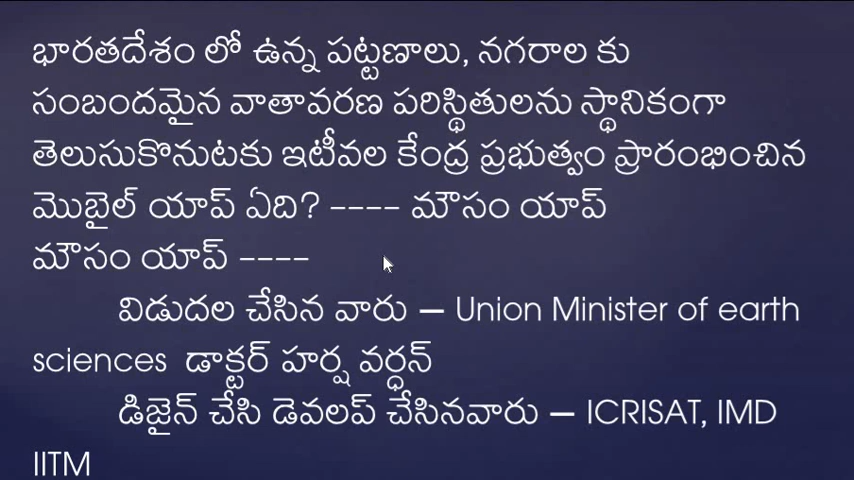 భారతదేశం లో ఉన్న పట్టణాలు, నగరాల కు
సంబందమైన వాతావరణ పరిస్థితులను స్థానికంగా
తెలుసుకొనుటకు ఇటీవల కేంద్ర ప్రభుత్వం ప్రారంభించిన
మొబైల్ యాప్ ఏది? ---- మౌసం యాప్
మౌసం యాప్ ----
విడుదల చేసిన వారు – Union Minister of earth
sciences డాక్టర్ హర్ష వర్ధన్
డిజైన్ చేసి డెవలప్ చేసినవారు – ICRISAT, IMD
IITM